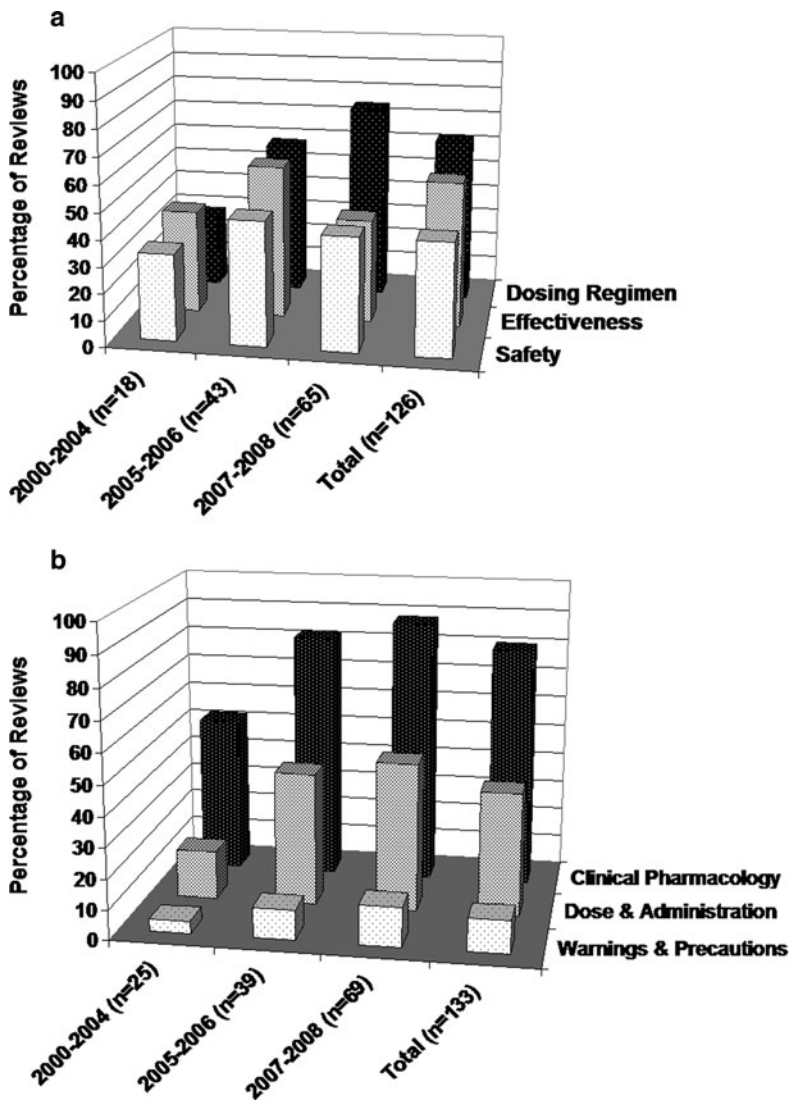 a
Percentage of Reviews
100
90
80
70
60
50
40
30
20
10
0
Dosing Regimen
Effectiveness
Safety
2000-2004 (n=18)
2005-2006 (n=43)
2007-2008 (n=65)
Total (n=126)
b
Percentage of Reviews
100
90
80
70
60
50
40
30
20
10
0
Clinical Pharmacology
Dose & Administration
Warnings & Precautions
2000-2004 (n=25)
2005-2006 (n=39)
2007-2008 (n=69)
Total (n=133)